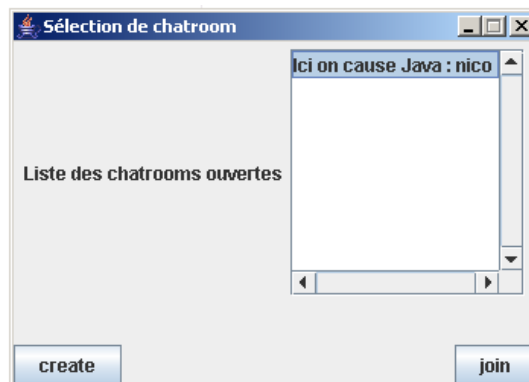 Sélection de chatroom
Ici on cause Java : nico
Liste des chatrooms ouvertes
create
join